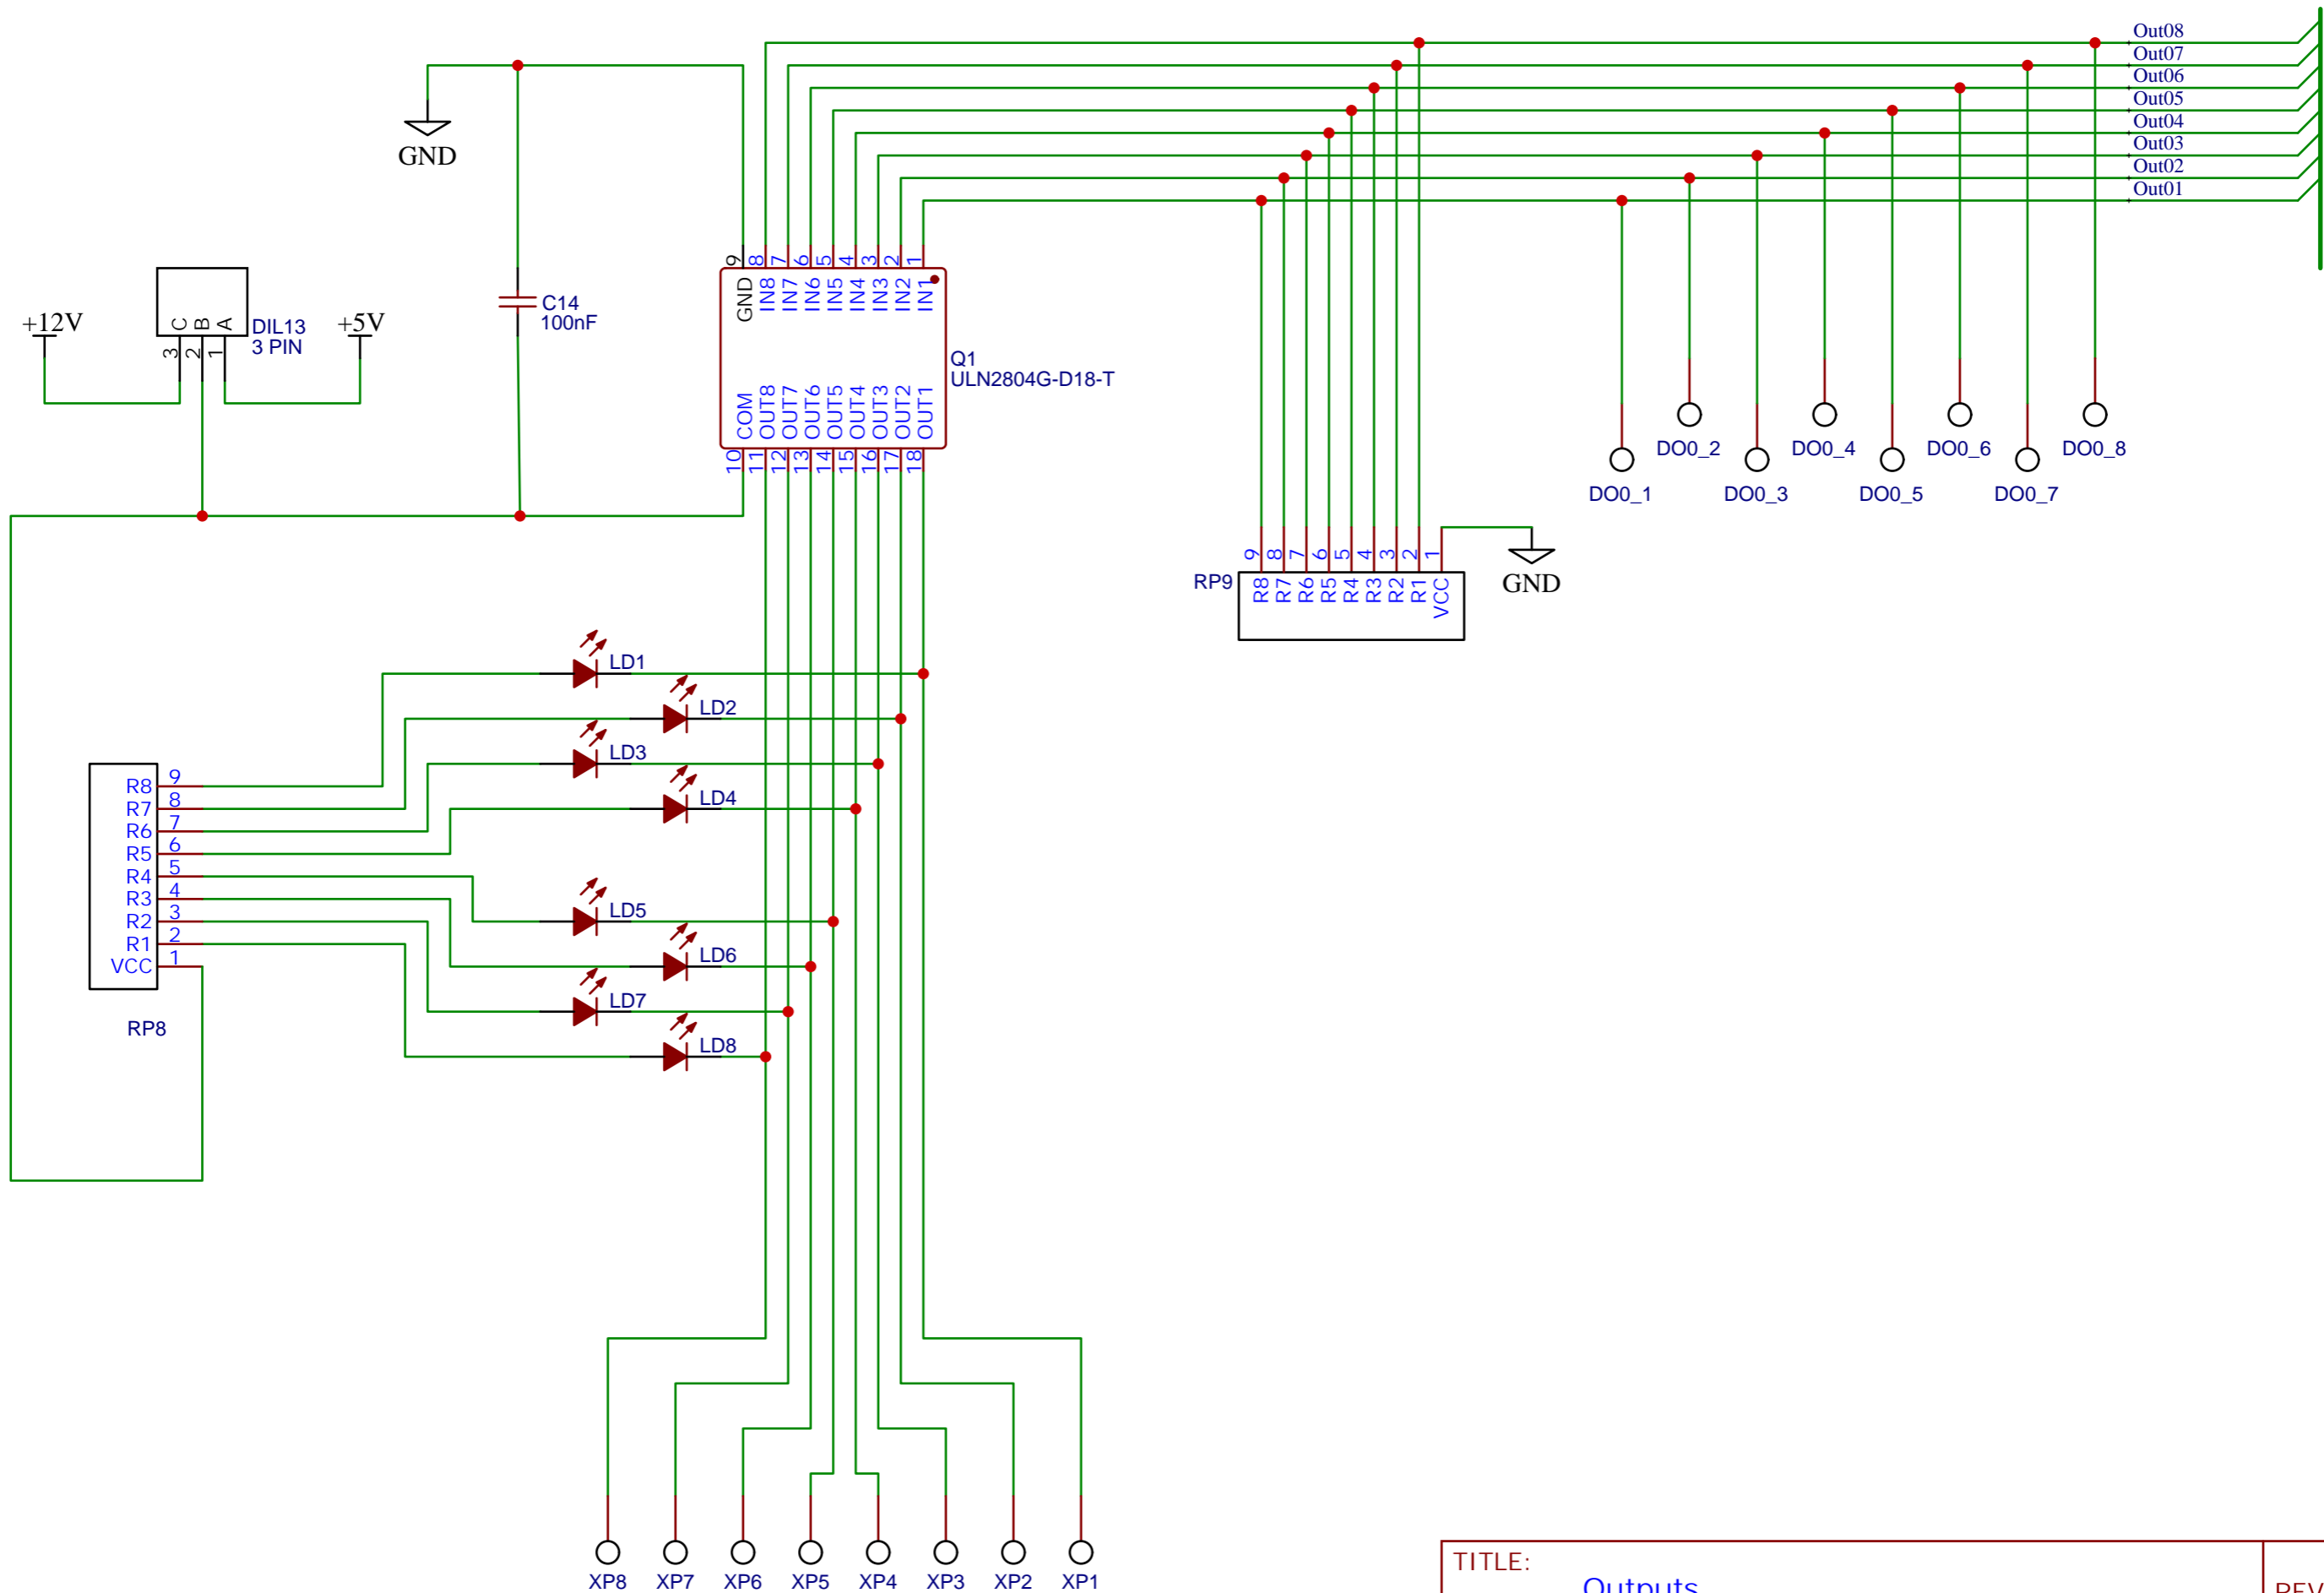 Out08
Out07
Out06
Out05
Out04
Out03
Out02
Out01
GND
9 8 7 6 5 4 3 2 1
GND IN8 IN7 IN6 IN5 IN4 IN3 IN2 IN1
C14
100nF
+12V
C B A
3 2 1
DIL13
3 PIN
+5V
Q1
ULN2804G-D18-T
COM OUT8 OUT7 OUT6 OUT5 OUT4 OUT3 OUT2 OUT1
10 11 12 13 14 15 16 17 18
DO0_2 DO0_4 DO0_6 DO0_8
DO0_1 DO0_3 DO0_5 DO0_7
9 8 7 6 5 4 3 2 1
RP9
R8 R7 R6 R5 R4 R3 R2 R1 VCC
GND
LD1
LD2
LD3
LD4
LD5
LD6
LD7
LD8
R8 9
R7 8
R6 7
R5 6
R4 5
R3 4
R2 3
R1 2
VCC 1
RP8
XP8 XP7 XP6 XP5 XP4 XP3 XP2 XP1
TITLE:
Outputs
REV